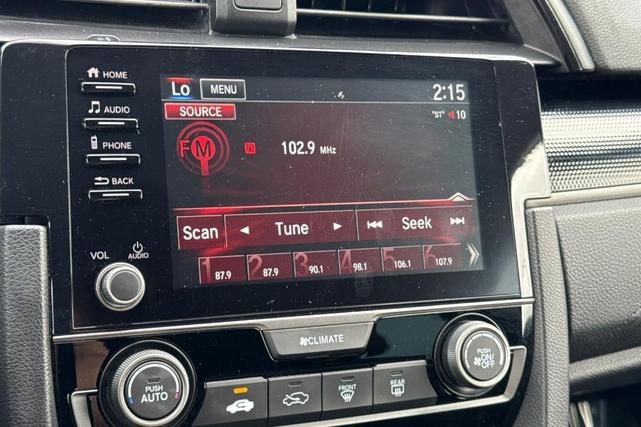 HOME
AUDIO
PHONE
BACK
VOL
AUDIO
Lo MENU 2:15
SOURCE "ST" 10
FM 102.9 MHz
Scan Tune Seek
1 87.9 2 87.9 3 90.1 4 98.1 5 106.1 6 107.9
CLIMATE
PUSH
AUTO
FRONT
REAR
PUSH
ON/
OFF